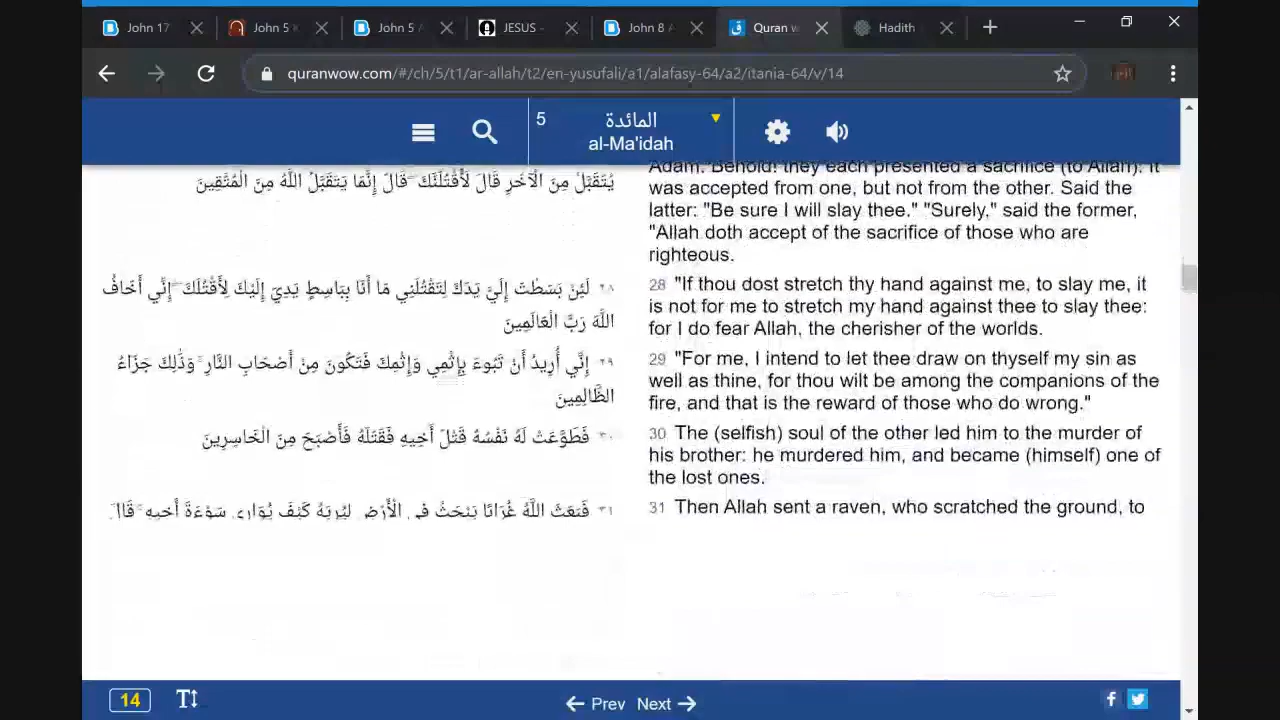 John 17
John 5
John 5
JESUS -
John 8
Quran w
Hadith
quranwow.com/#/ch/5/t1/ar-allah/t2/en-yusufali/a1/alafasy-64/a2/itania-64/v/14
5
المائدة
al-Ma'idah
يُتَقَبَّلْ مِنَ الْآخَرِ قَالَ لَأَقْتُلَنَّكَ ۖ قَالَ إِنَّمَا يَتَقَبَّلُ اللَّهُ مِنَ الْمُتَّقِينَ
٢٨ لَئِنْ بَسَطْتَ إِلَيَّ يَدَكَ لِتَقْتُلَنِي مَا أَنَا بِبَاسِطٍ يَدِيَ إِلَيْكَ لِأَقْتُلَكَ ۖ إِنِّي أَخَافُ
اللَّهَ رَبَّ الْعَالَمِينَ
٢٩ إِنِّي أُرِيدُ أَنْ تَبُوءَ بِإِثْمِي وَإِثْمِكَ فَتَكُونَ مِنْ أَصْحَابِ النَّارِ ۚ وَذَٰلِكَ جَزَاءُ
الظَّالِمِينَ
٣٠ فَطَوَّعَتْ لَهُ نَفْسُهُ قَتْلَ أَخِيهِ فَقَتَلَهُ فَأَصْبَحَ مِنَ الْخَاسِرِينَ
٣١ فَبَعَثَ اللَّهُ غُرَابًا يَبْحَثُ فِي الْأَرْضِ لِيُرِيَهُ كَيْفَ يُوَارِي سَوْءَةَ أَخِيهِ ۚ قَالَ
Adam. Behold! they each presented a sacrifice (to Allah): It
was accepted from one, but not from the other. Said the
latter: "Be sure I will slay thee." "Surely," said the former,
"Allah doth accept of the sacrifice of those who are
righteous.
28 "If thou dost stretch thy hand against me, to slay me, it
is not for me to stretch my hand against thee to slay thee:
for I do fear Allah, the cherisher of the worlds.
29 "For me, I intend to let thee draw on thyself my sin as
well as thine, for thou wilt be among the companions of the
fire, and that is the reward of those who do wrong."
30 The (selfish) soul of the other led him to the murder of
his brother: he murdered him, and became (himself) one of
the lost ones.
31 Then Allah sent a raven, who scratched the ground, to
14
T
Prev Next